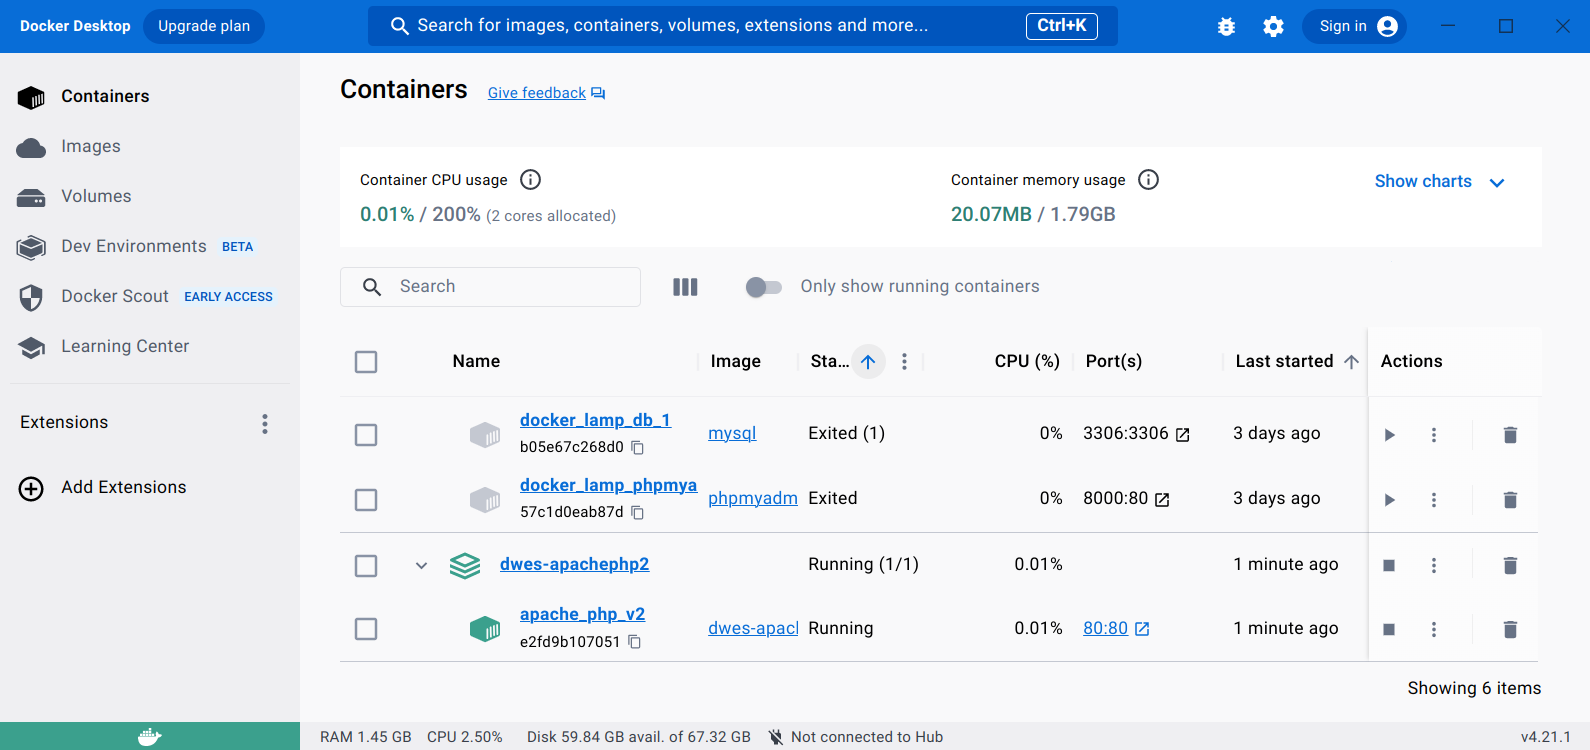 Docker Desktop Upgrade plan Search for images, containers, volumes, extensions and more... Ctrl+K Sign in
Containers
Images
Volumes
Dev Environments BETA
Docker Scout EARLY ACCESS
Learning Center
Extensions
Add Extensions
Containers Give feedback
Container CPU usage
0.01% / 200% (2 cores allocated)
Container memory usage
20.07MB / 1.79GB
Show charts
Search
Only show running containers
Name Image Sta... CPU (%) Port(s) Last started Actions
docker_lamp_db_1 mysql Exited (1) 0% 3306:3306 3 days ago
b05e67c268d0
docker_lamp_phpmya phpmyadm Exited 0% 8000:80 3 days ago
57c1d0eab87d
dwes-apachephp2 Running (1/1) 0.01% 1 minute ago
apache_php_v2 dwes-apacl Running 0.01% 80:80 1 minute ago
e2fd9b107051
Showing 6 items
RAM 1.45 GB CPU 2.50% Disk 59.84 GB avail. of 67.32 GB Not connected to Hub v4.21.1